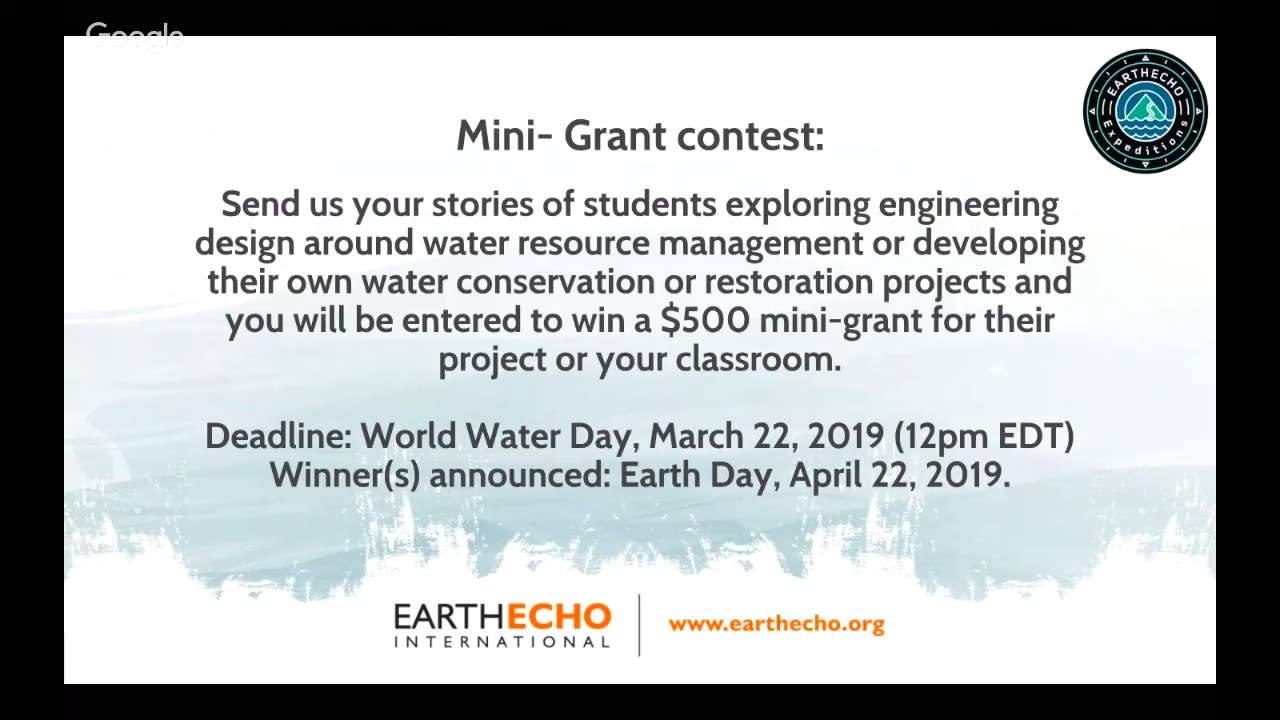 Google
EARTHECHO
Expeditions
Mini- Grant contest:
Send us your stories of students exploring engineering
design around water resource management or developing
their own water conservation or restoration projects and
you will be entered to win a $500 mini-grant for their
project or your classroom.
Deadline: World Water Day, March 22, 2019 (12pm EDT)
Winner(s) announced: Earth Day, April 22, 2019.
EARTHECHO
INTERNATIONAL
www.earthecho.org